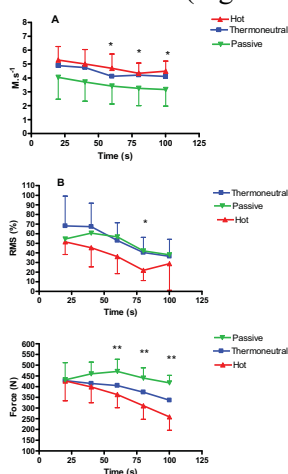 A
Hot
Thermoneutral
Passive
M.s⁻¹
8
7
6
5
4
3
2
1
0
* * *
0 25 50 75 100 125
Time (s)
B
Thermoneutral
Passive
Hot
RMS (%)
110
100
90
80
70
60
50
40
30
20
10
0
*
0 25 50 75 100 125
Time (s)
Passive
Thermoneutral
Hot
Force (N)
600
550
500
450
400
350
300
250
200
150
100
** ** **
0 25 50 75 100 125
Time (s)